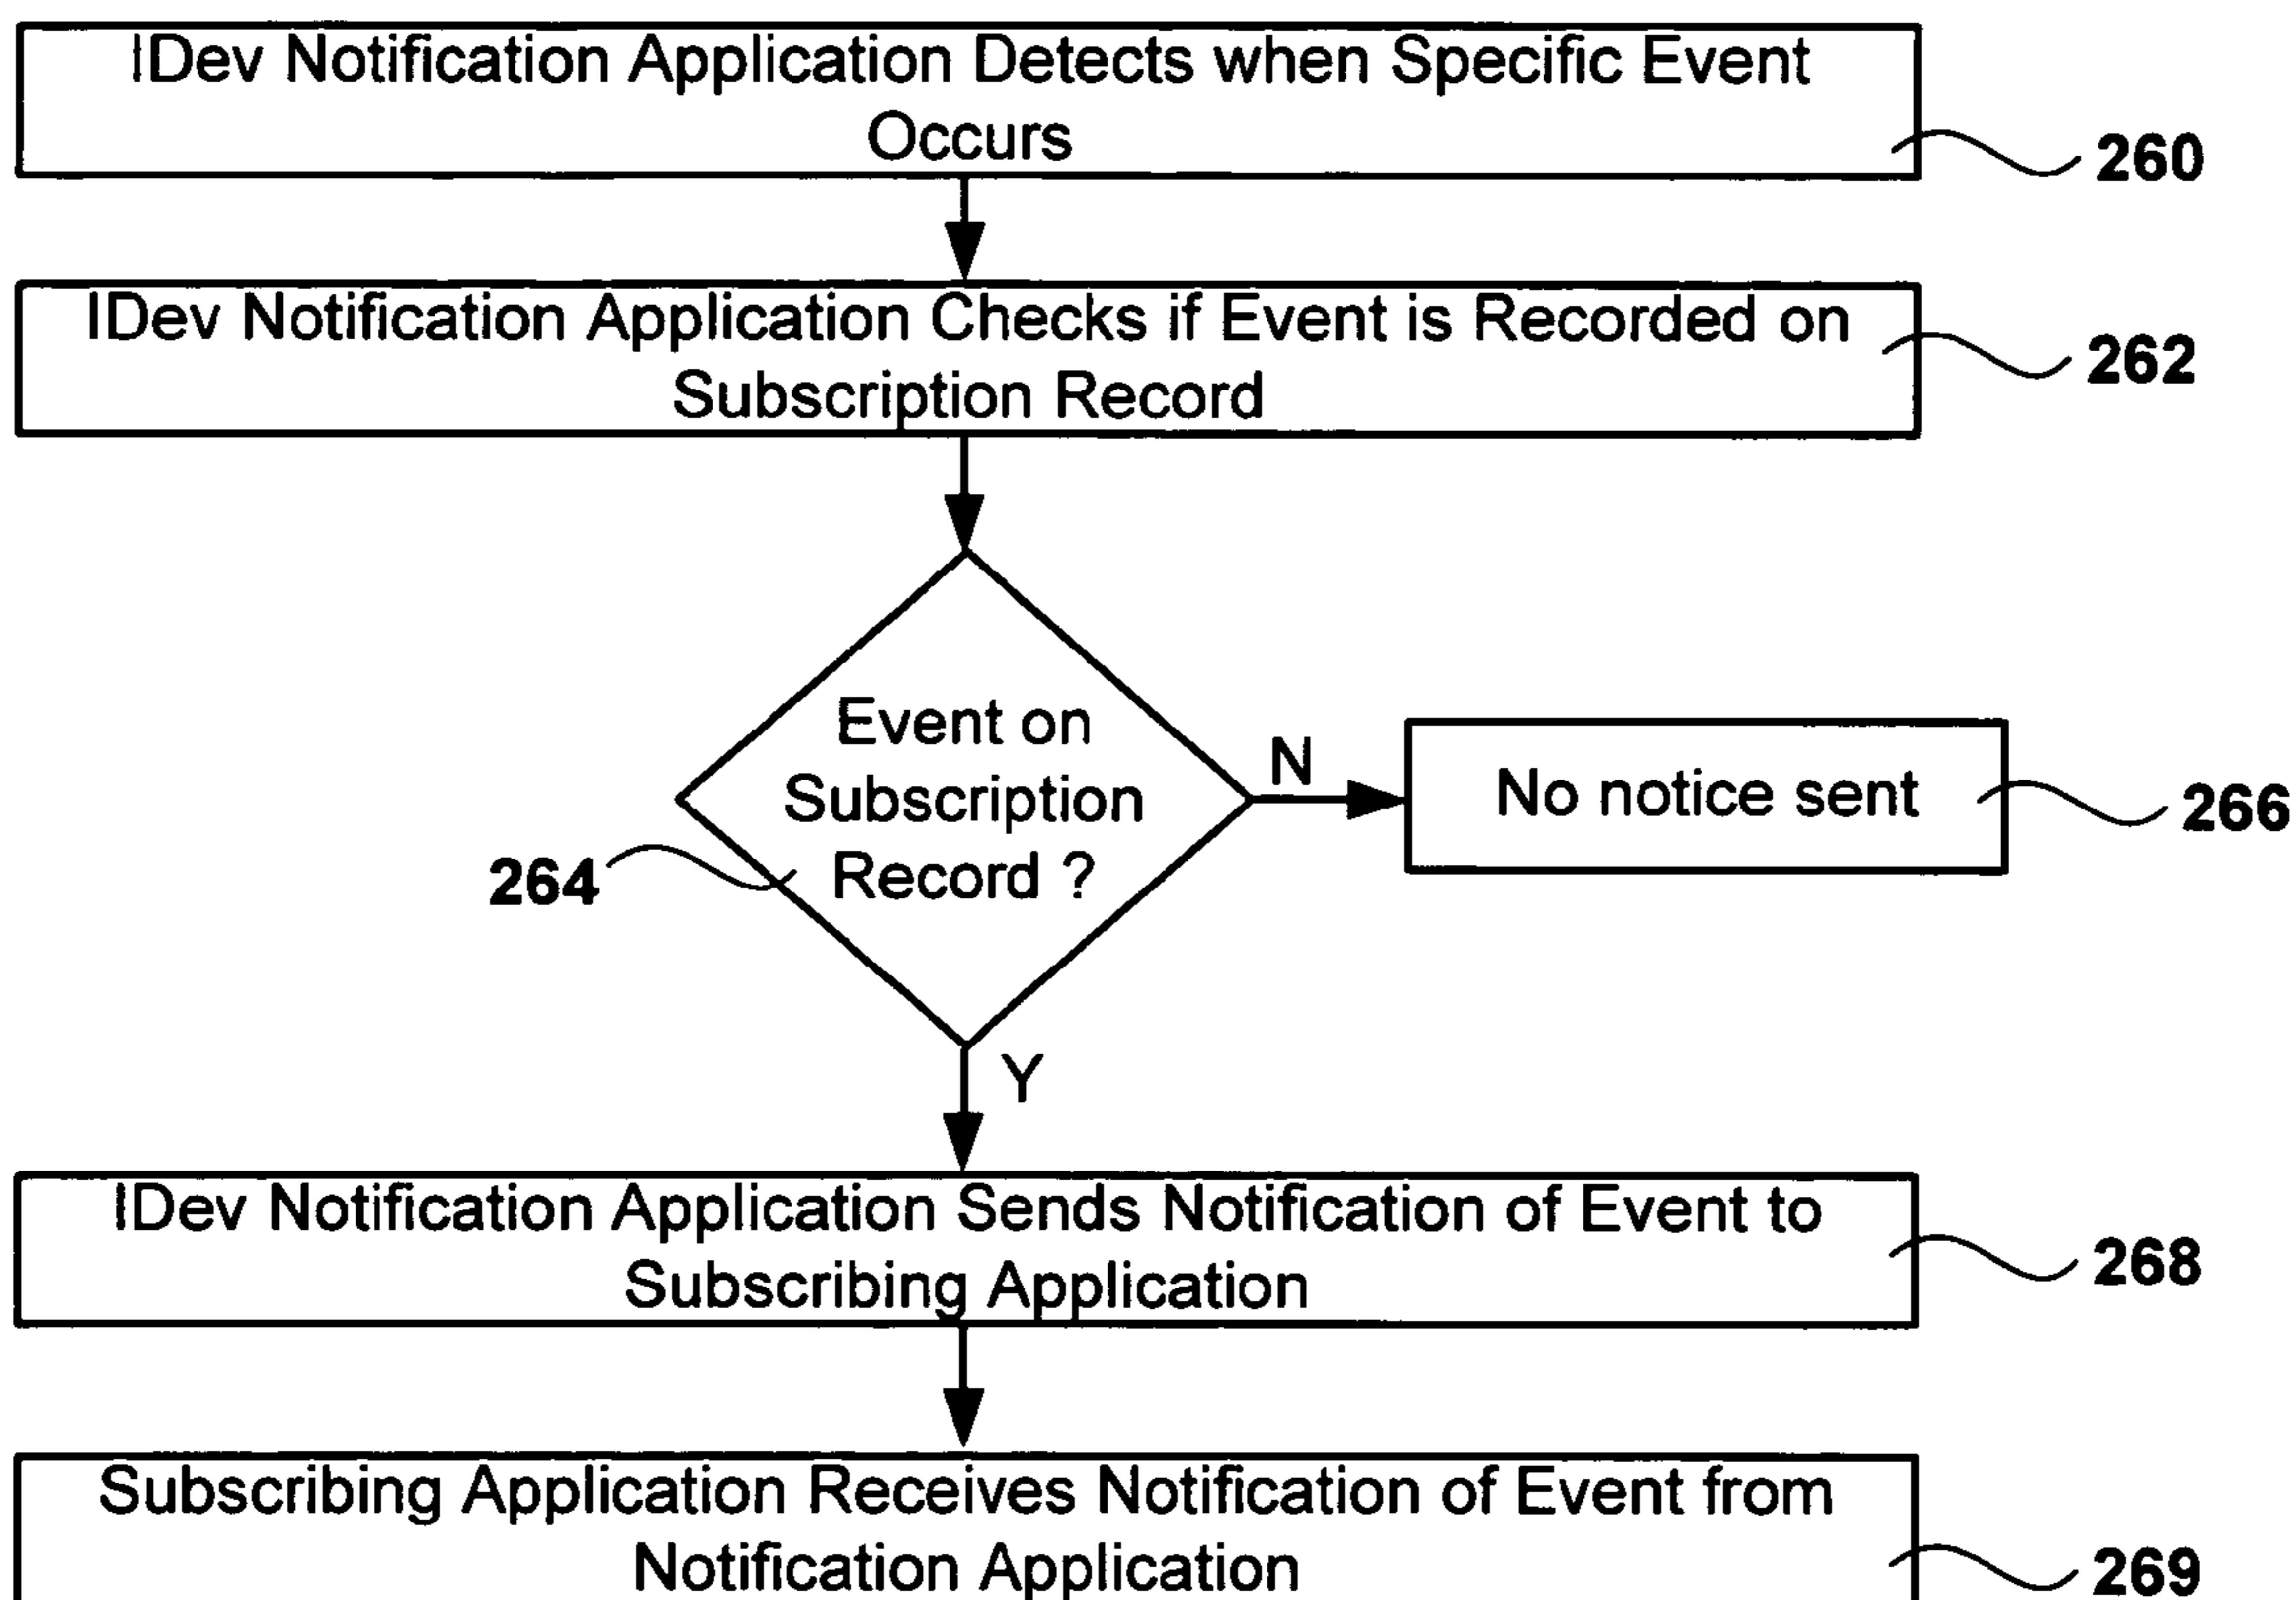 IDev Notification Application Detects when Specific Event
Occurs
260
IDev Notification Application Checks if Event is Recorded on
Subscription Record
262
Event on
Subscription
Record ?
264
N
No notice sent
266
Y
IDev Notification Application Sends Notification of Event to
Subscribing Application
268
Subscribing Application Receives Notification of Event from
Notification Application
269